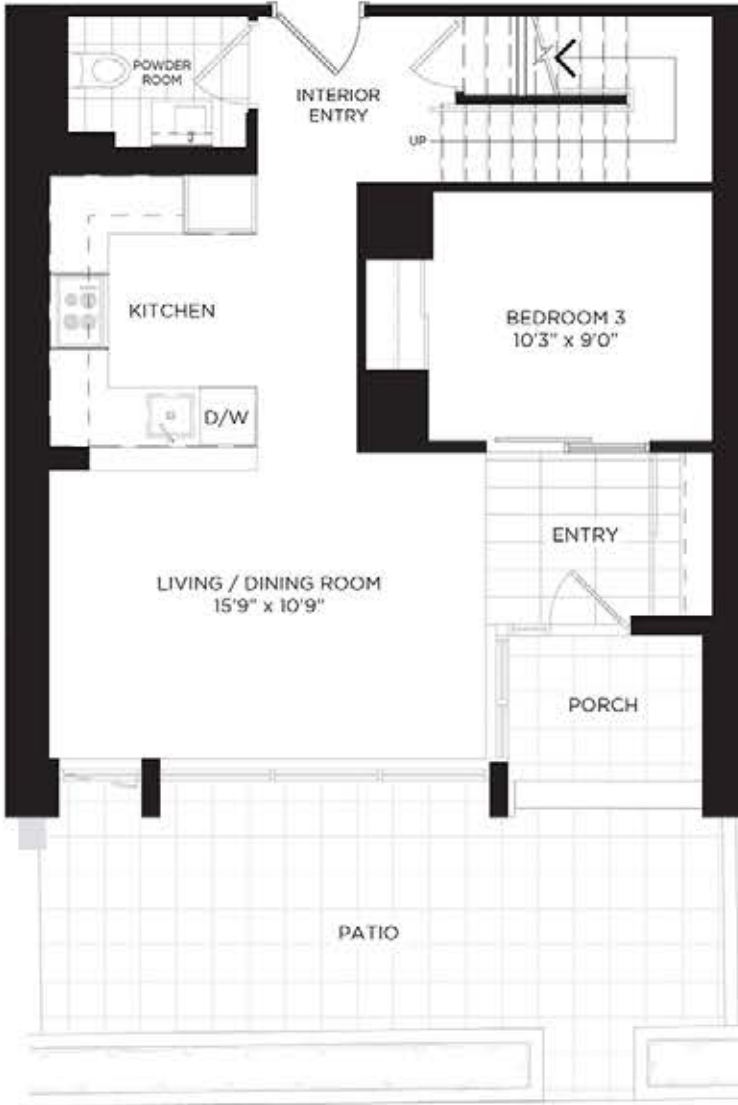 POWDER
ROOM
INTERIOR
ENTRY
UP
KITCHEN
BEDROOM 3
10'3" x 9'0"
D/W
ENTRY
LIVING / DINING ROOM
15'9" x 10'9"
PORCH
PATIO